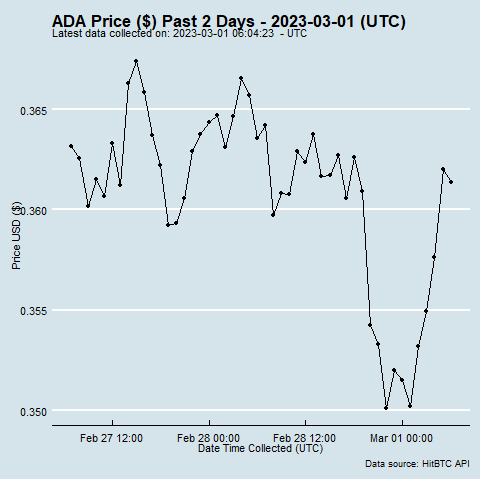 ADA Price ($) Past 2 Days - 2023-03-01 (UTC)
Latest data collected on: 2023-03-01 06:04:23  - UTC
0.365
0.360
0.355
0.350
Price USD ($)
Feb 27 12:00
Feb 28 00:00
Feb 28 12:00
Mar 01 00:00
Date Time Collected (UTC)
Data source: HitBTC API